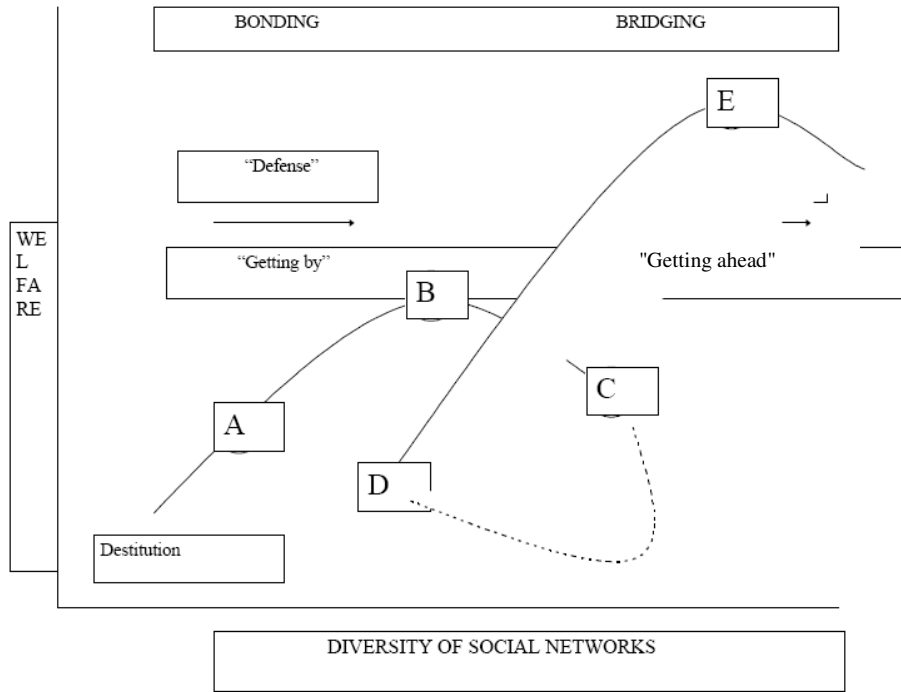 BONDING BRIDGING
E
“Defense”
“Getting by” "Getting ahead"
WE
L
FA
RE
B
C
A
D
Destitution
DIVERSITY OF SOCIAL NETWORKS